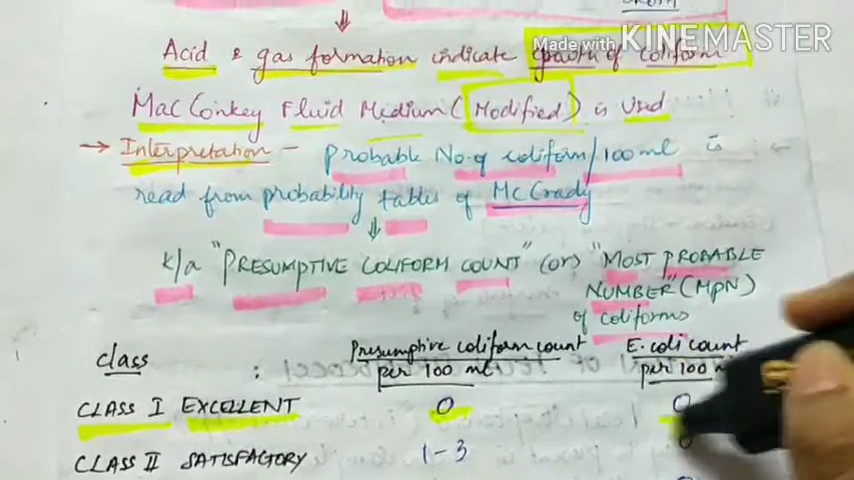 Made with KINEMASTER
Acid & gas formation indicate growth of coliform
MacConkey Fluid Medium (Modified) is used
→ Interpretation - Probable No. of coliform/100 ml is
read from probability tables of McCrady
k/a "PRESUMPTIVE COLIFORM COUNT" (or) "MOST PROBABLE
NUMBER" (MPN)
of coliforms
class : Presumptive coliform count per 100 ml E. coli count per 100
CLASS I EXCELLENT 0 0
CLASS II SATISFACTORY 1-3